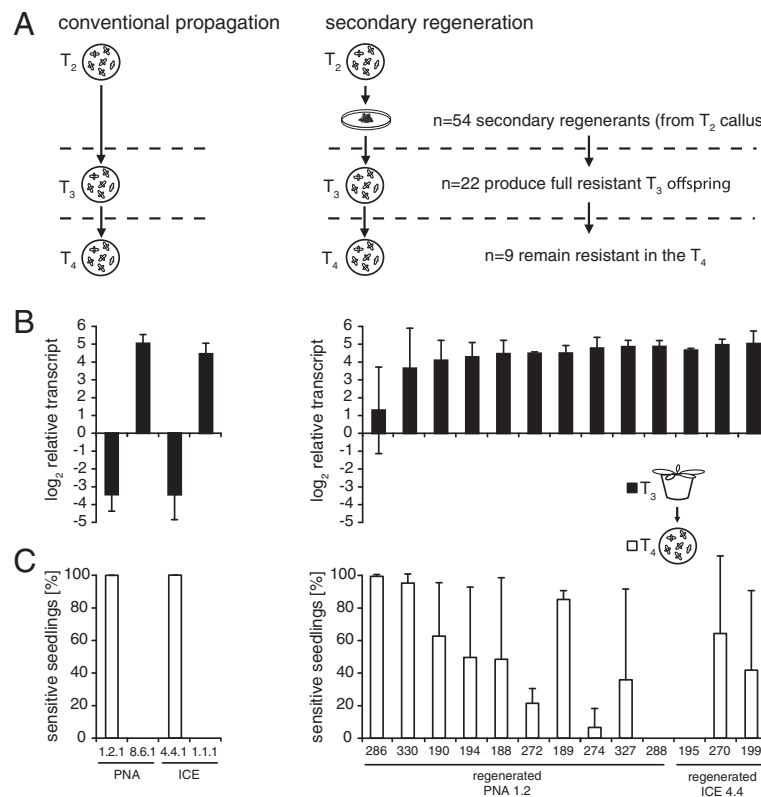 A conventional propagation secondary regeneration
T2 T2
n=54 secondary regenerants (from T2 callus
T3 T3 n=22 produce full resistant T3 offspring
T4 T4 n=9 remain resistant in the T4
B
log2 relative transcript
6
5
4
3
2
1
0
-1
-2
-3
-4
-5
log2 relative transcript
6
5
4
3
2
1
0
-1
-2
-3
-4
-5
T3
T4
C
sensitive seedlings [%]
100
80
60
40
20
0
1.2.1 8.6.1 4.4.1 1.1.1
PNA ICE
sensitive seedlings [%]
100
80
60
40
20
0
286 330 190 194 188 272 189 274 327 288 195 270 199
regenerated PNA 1.2
regenerated ICE 4.4